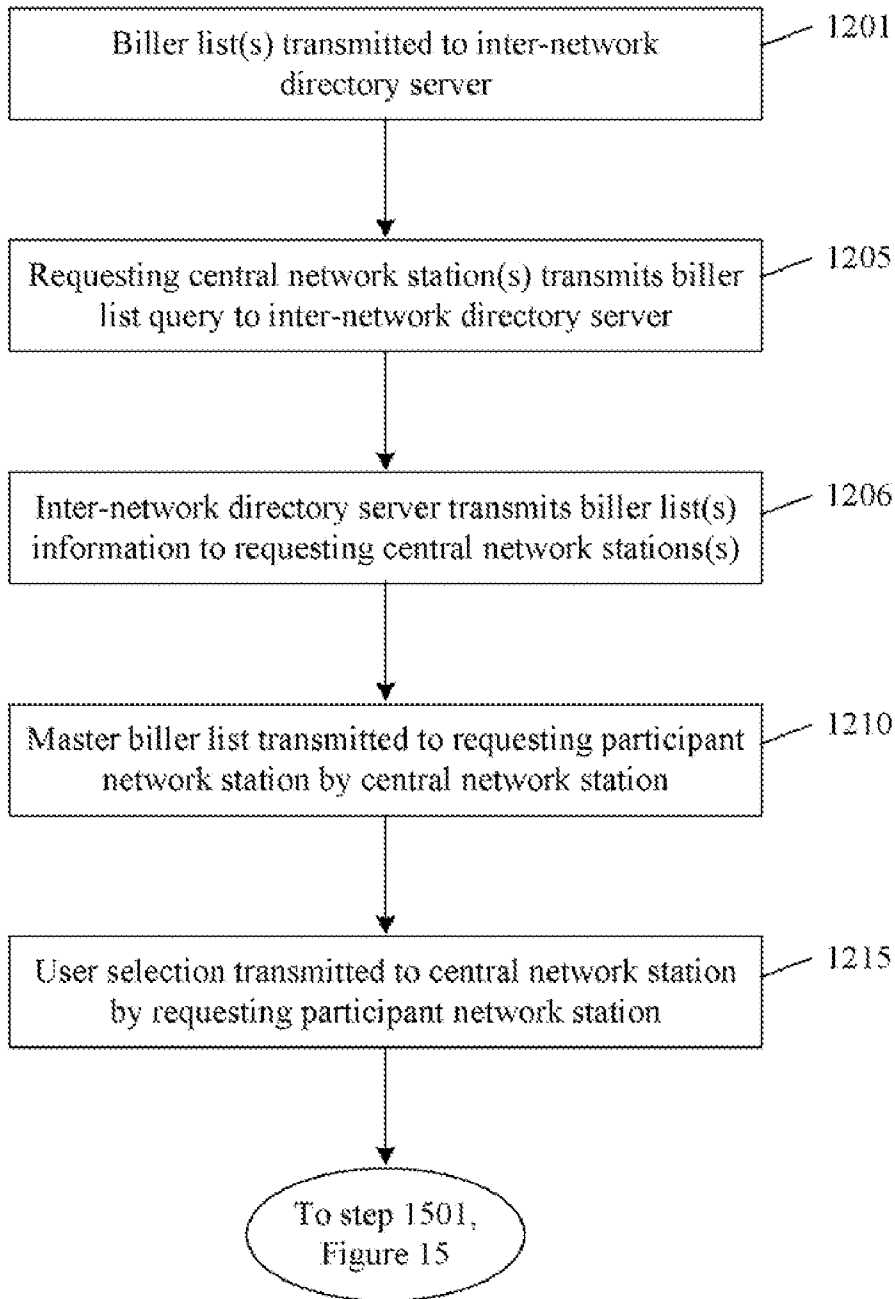 Biller list(s) transmitted to inter-network
directory server
1201
Requesting central network station(s) transmits biller
list query to inter-network directory server
1205
Inter-network directory server transmits biller list(s)
information to requesting central network stations(s)
1206
Master biller list transmitted to requesting participant
network station by central network station
1210
User selection transmitted to central network station
by requesting participant network station
1215
To step 1501,
Figure 15